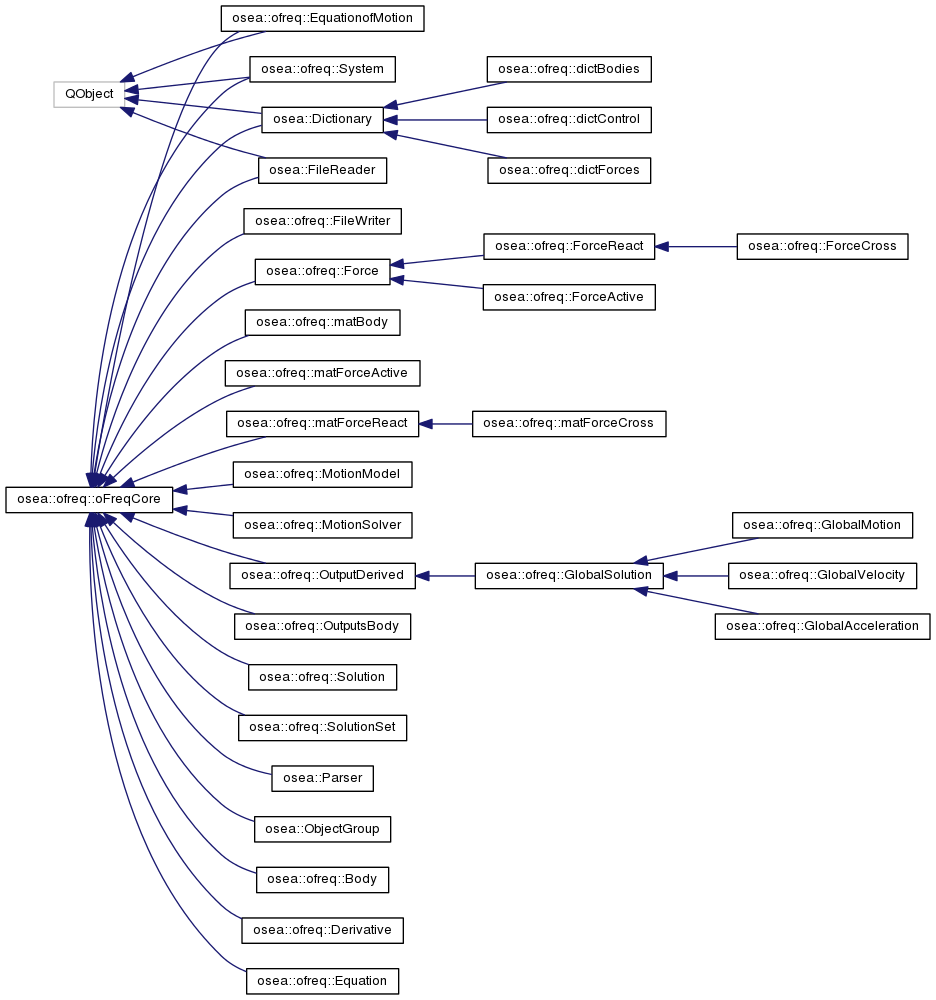 osea::ofreq::EquationofMotion
osea::ofreq::System
osea::ofreq::dictBodies
QObject
osea::Dictionary
osea::ofreq::dictControl
osea::FileReader
osea::ofreq::dictForces
osea::ofreq::FileWriter
osea::ofreq::ForceReact
osea::ofreq::ForceCross
osea::ofreq::Force
osea::ofreq::ForceActive
osea::ofreq::matBody
osea::ofreq::matForceActive
osea::ofreq::matForceReact
osea::ofreq::matForceCross
osea::ofreq::MotionModel
osea::ofreq::oFreqCore
osea::ofreq::MotionSolver
osea::ofreq::GlobalMotion
osea::ofreq::OutputDerived
osea::ofreq::GlobalSolution
osea::ofreq::GlobalVelocity
osea::ofreq::OutputsBody
osea::ofreq::GlobalAcceleration
osea::ofreq::Solution
osea::ofreq::SolutionSet
osea::Parser
osea::ObjectGroup
osea::ofreq::Body
osea::ofreq::Derivative
osea::ofreq::Equation